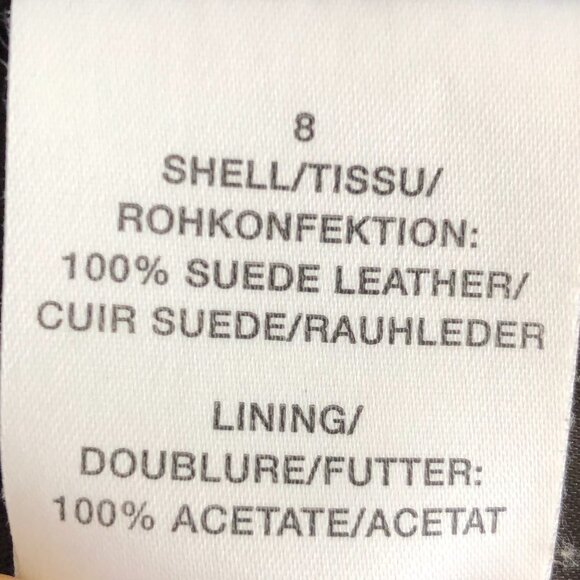 8
SHELL/TISSU/
ROHKONFEKTION:
100% SUEDE LEATHER/
CUIR SUEDE/RAUHLEDER
LINING/
DOUBLURE/FUTTER:
100% ACETATE/ACETAT